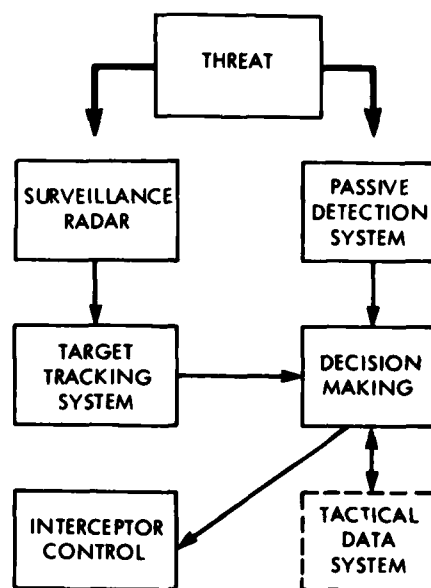 THREAT
SURVEILLANCE
RADAR
PASSIVE
DETECTION
SYSTEM
TARGET
TRACKING
SYSTEM
DECISION
MAKING
INTERCEPTOR
CONTROL
TACTICAL
DATA
SYSTEM